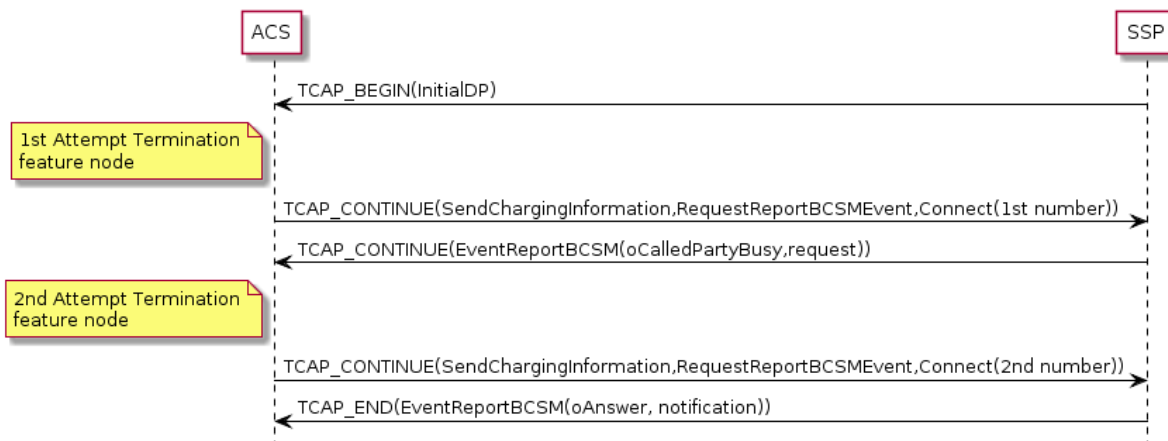 ACS
SSP
TCAP_BEGIN(InitialDP)
1st Attempt Termination
feature node
TCAP_CONTINUE(SendChargingInformation,RequestReportBCSMEvent,Connect(1st number))
TCAP_CONTINUE(EventReportBCSM(oCalledPartyBusy,request))
2nd Attempt Termination
feature node
TCAP_CONTINUE(SendChargingInformation,RequestReportBCSMEvent,Connect(2nd number))
TCAP_END(EventReportBCSM(oAnswer, notification))